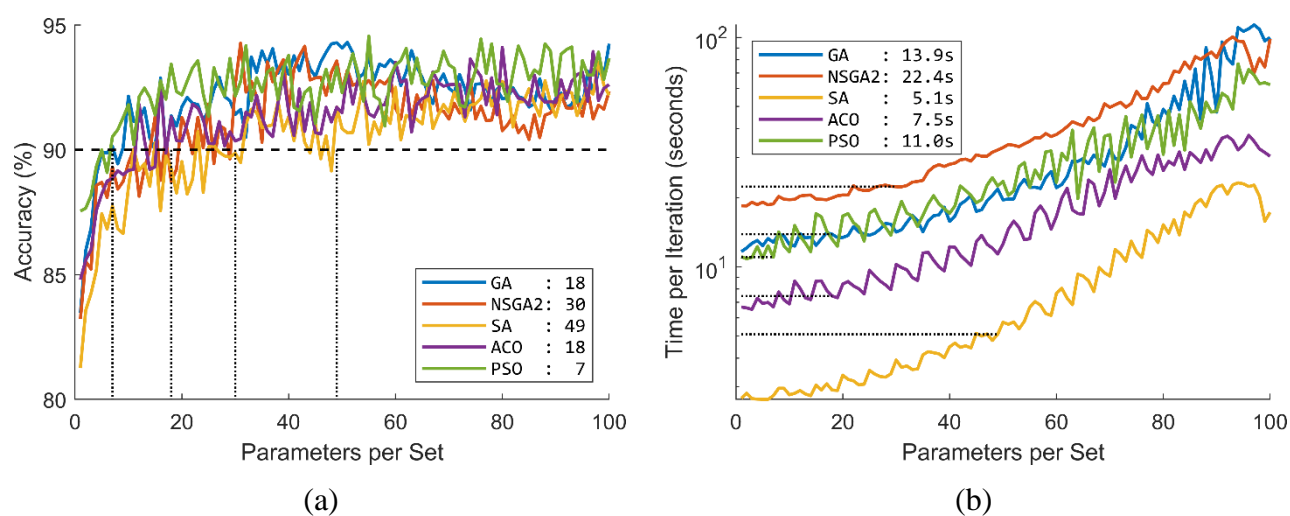 95
90
85
80
Accuracy (%)
GA : 18
NSGA2: 30
SA : 49
ACO : 18
PSO : 7
0 20 40 60 80 100
Parameters per Set
(a)
10²
10¹
Time per Iteration (seconds)
GA : 13.9s
NSGA2: 22.4s
SA : 5.1s
ACO : 7.5s
PSO : 11.0s
0 20 40 60 80 100
Parameters per Set
(b)